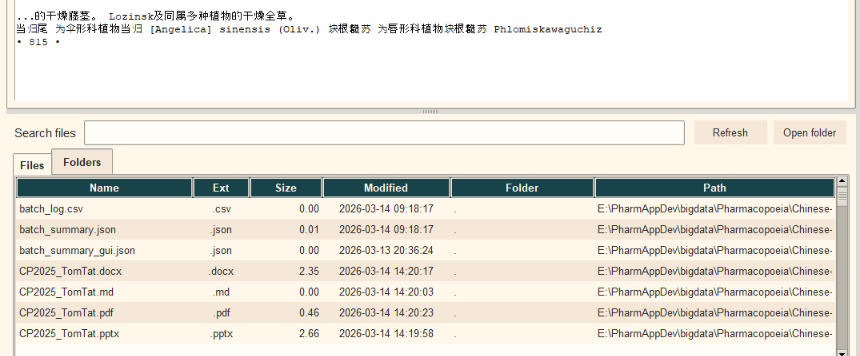 ...的干燥藤茎。 Lozinsk及同属多种植物的干燥全草。
当归尾 为伞形科植物当归 [Angelica] sinensis (Oliv.) 块根糙苏 为唇形科植物块根糙苏 Phlomiskawaguchiz
• 815 •
Search files
Refresh
Open folder
Files
Folders
Name Ext Size Modified Folder Path
batch_log.csv .csv 0.00 2026-03-14 09:18:17 . E:\PharmAppDev\bigdata\Pharmacopoeia\Chinese-
batch_summary.json .json 0.01 2026-03-14 09:18:17 . E:\PharmAppDev\bigdata\Pharmacopoeia\Chinese-
batch_summary_gui.json .json 0.00 2026-03-13 20:36:24 . E:\PharmAppDev\bigdata\Pharmacopoeia\Chinese-
CP2025_TomTat.docx .docx 2.35 2026-03-14 14:20:17 . E:\PharmAppDev\bigdata\Pharmacopoeia\Chinese-
CP2025_TomTat.md .md 0.00 2026-03-14 14:20:03 . E:\PharmAppDev\bigdata\Pharmacopoeia\Chinese-
CP2025_TomTat.pdf .pdf 0.46 2026-03-14 14:20:23 . E:\PharmAppDev\bigdata\Pharmacopoeia\Chinese-
CP2025_TomTat.pptx .pptx 2.66 2026-03-14 14:19:58 . E:\PharmAppDev\bigdata\Pharmacopoeia\Chinese-